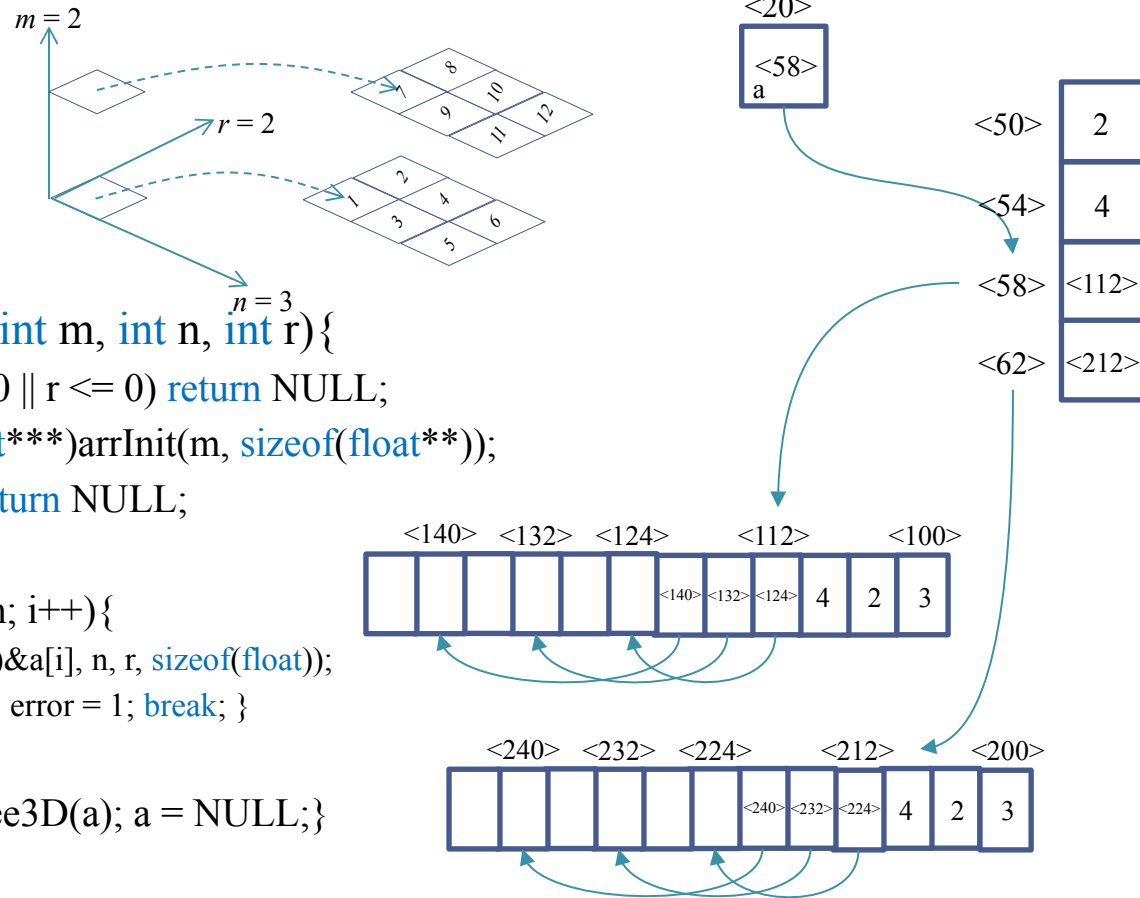 m = 2
r = 2
n = 3
8
7
10
9
12
11
2
1
4
3
6
5
<20>
<58>
a
<50> 2
<54> 4
<58> <112>
<62> <212>
int m, int n, int r){
0 || r <= 0) return NULL;
t***)arrInit(m, sizeof(float**));
turn NULL;
; i++){
)&a[i], n, r, sizeof(float));
error = 1; break; }
ee3D(a); a = NULL;}
<140> <132> <124> <112> <100>
<140> <132> <124> 4 2 3
<240> <232> <224> <212> <200>
<240> <232> <224> 4 2 3